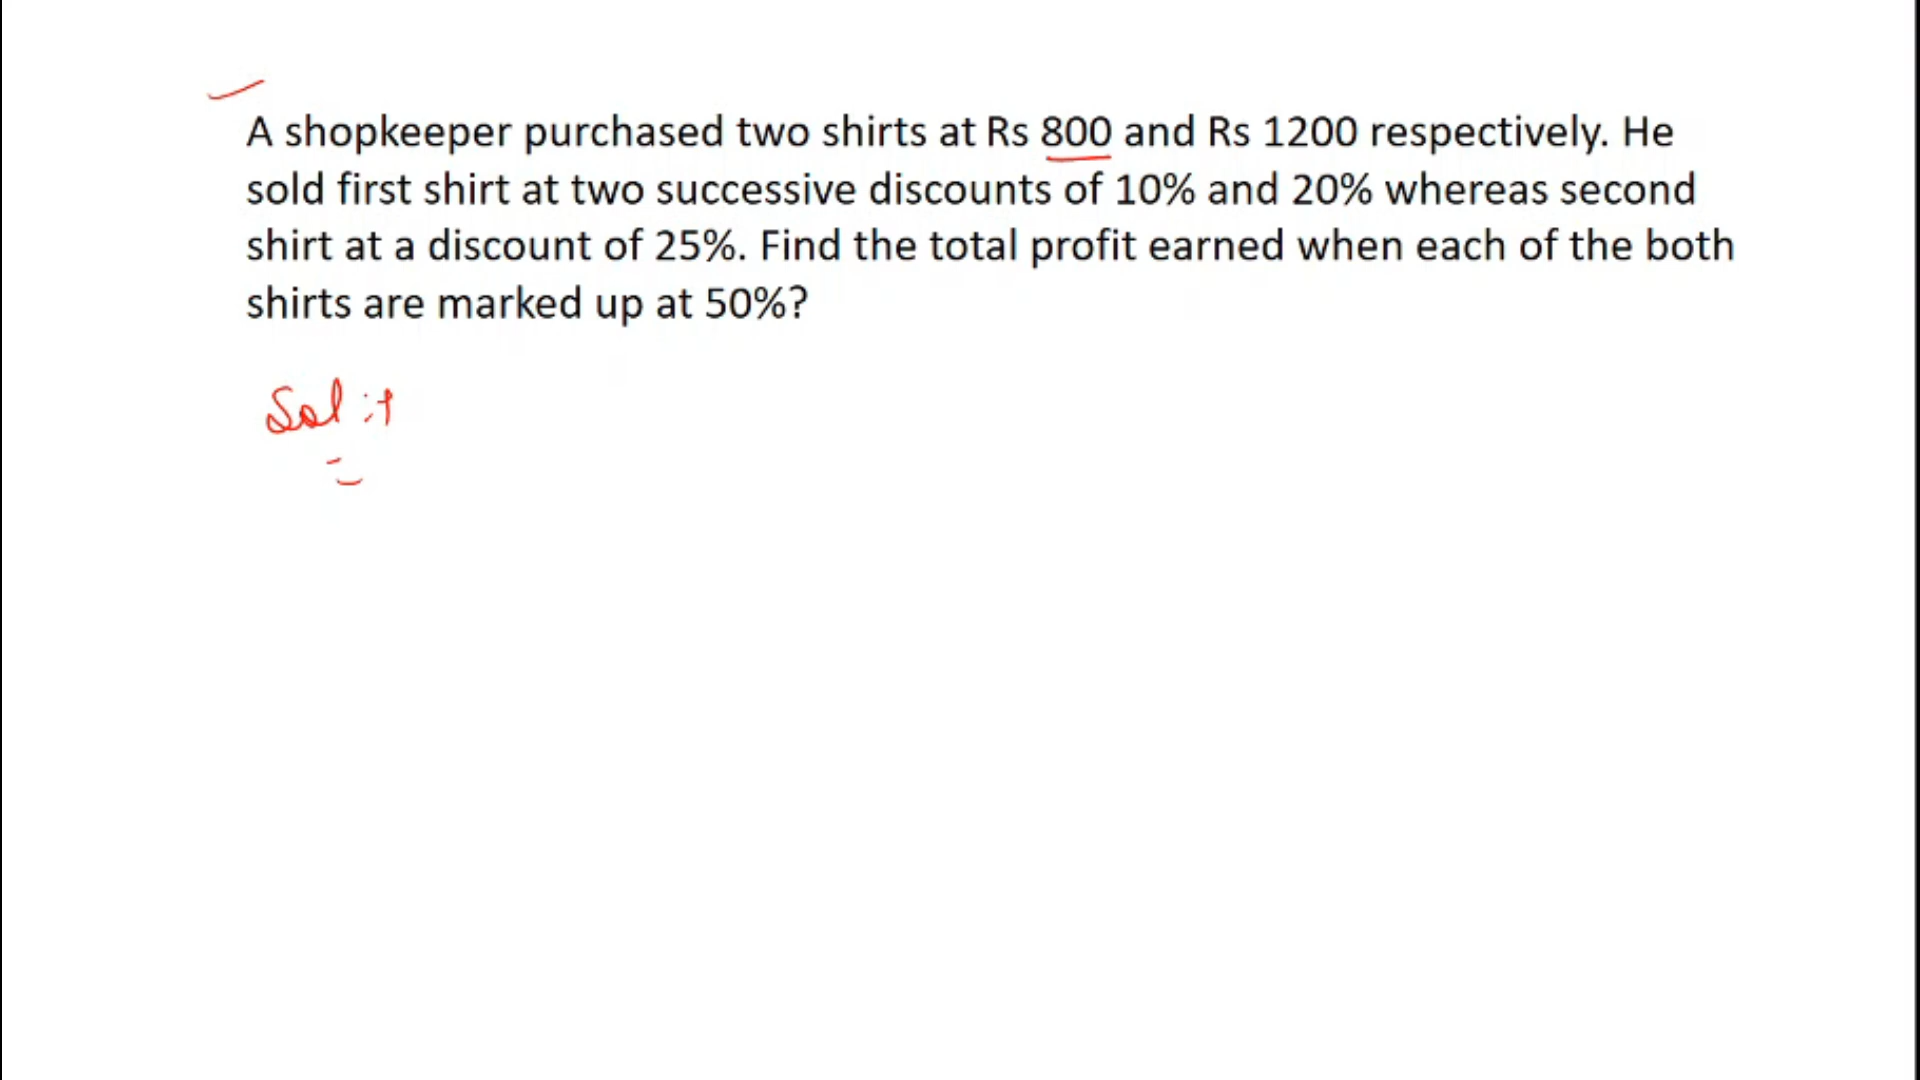 A shopkeeper purchased two shirts at Rs 800 and Rs 1200 respectively. He
sold first shirt at two successive discounts of 10% and 20% whereas second
shirt at a discount of 25%. Find the total profit earned when each of the both
shirts are marked up at 50%?
Sol :-